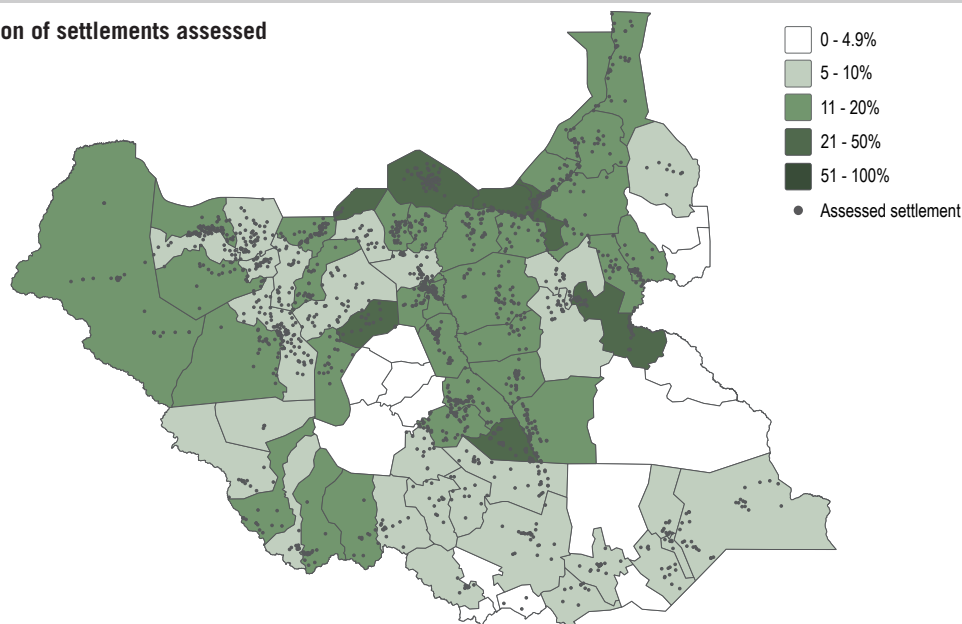 on of settlements assessed
0 - 4.9%
5 - 10%
11 - 20%
21 - 50%
51 - 100%
Assessed settlement